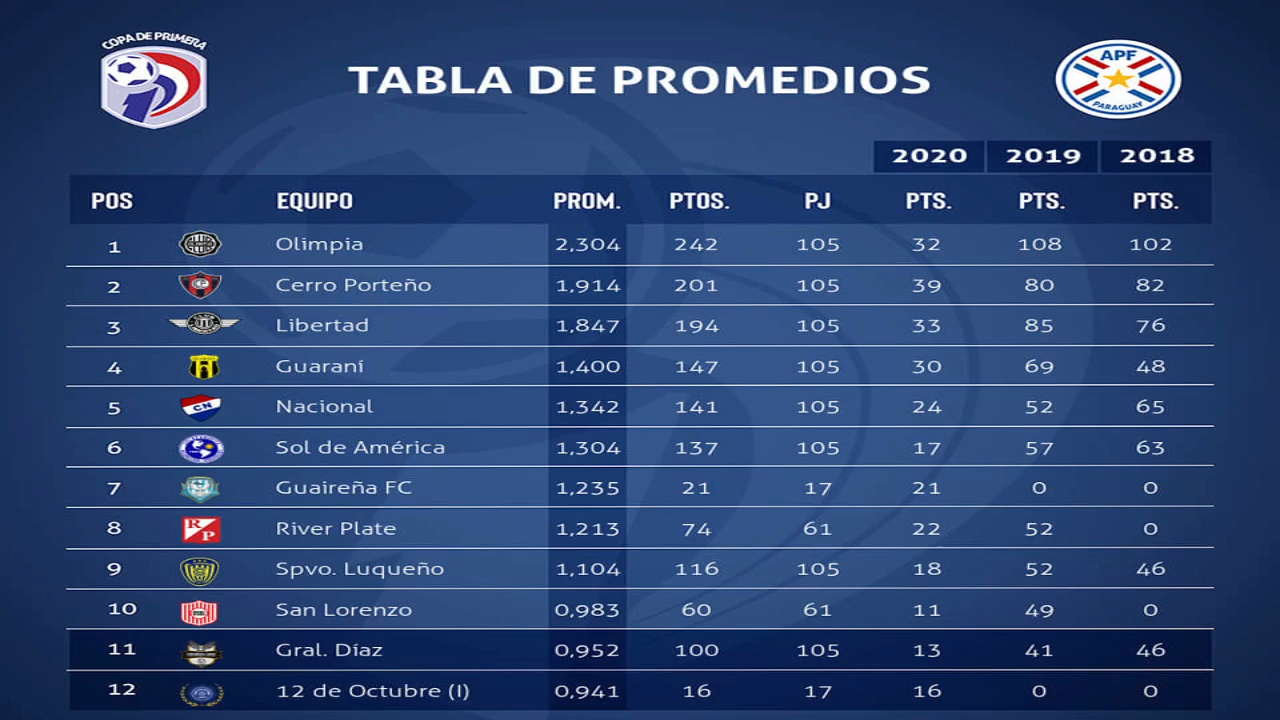 COPA DE PRIMERA
TABLA DE PROMEDIOS
APF
PARAGUAY
2020 2019 2018
POS EQUIPO PROM. PTOS. PJ PTS. PTS. PTS.
1 Olimpia 2,304 242 105 32 108 102
2 Cerro Porteño 1,914 201 105 39 80 82
3 Libertad 1,847 194 105 33 85 76
4 Guaraní 1,400 147 105 30 69 48
5 CN Nacional 1,342 141 105 24 52 65
6 Sol de América 1,304 137 105 17 57 63
7 Guaireña FC 1,235 21 17 21 0 0
8 R P River Plate 1,213 74 61 22 52 0
9 Spvo. Luqueño 1,104 116 105 18 52 46
10 San Lorenzo 0,983 60 61 11 49 0
11 Gral. Díaz 0,952 100 105 13 41 46
12 12 de Octubre (I) 0,941 16 17 16 0 0